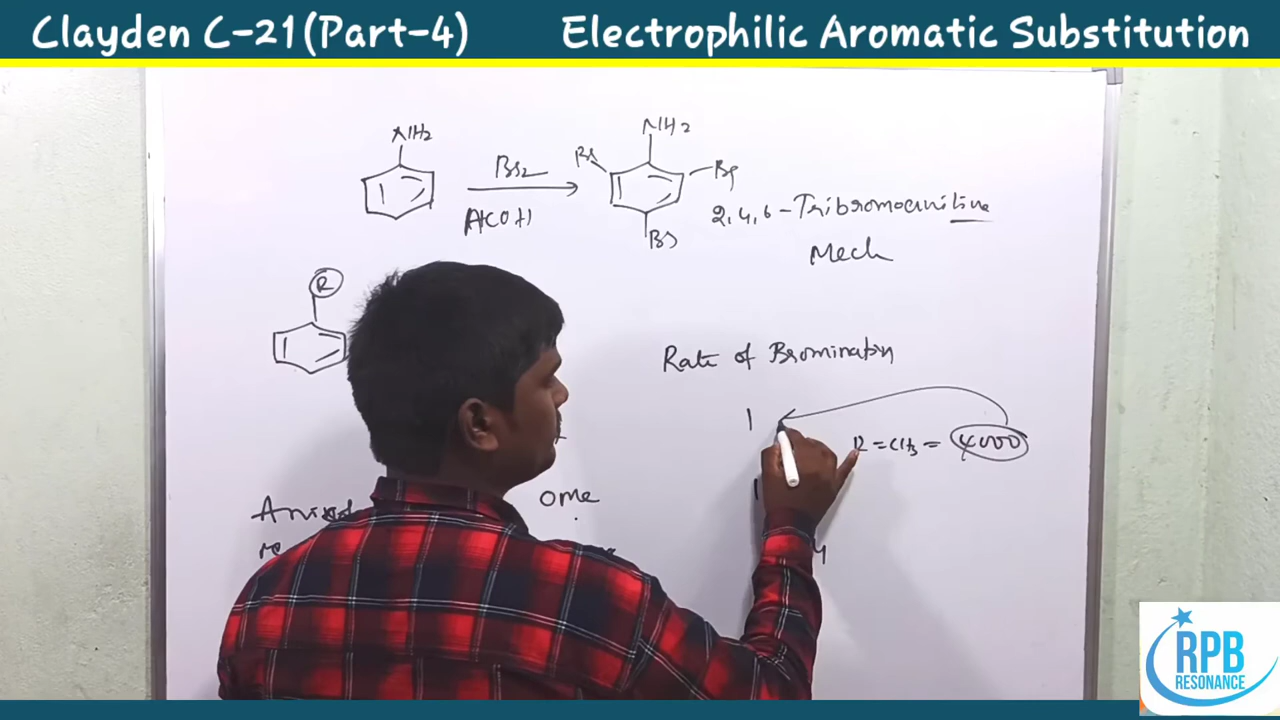 Clayden C-21(Part-4) Electrophilic Aromatic Substitution
NH2
NH2
Br2
AcOH
Br
Br
Br
2,4,6-Tribromoaniline
Mech
R
Rate of Bromination
1
R = CH3 = 4000
OMe
RPB
RESONANCE